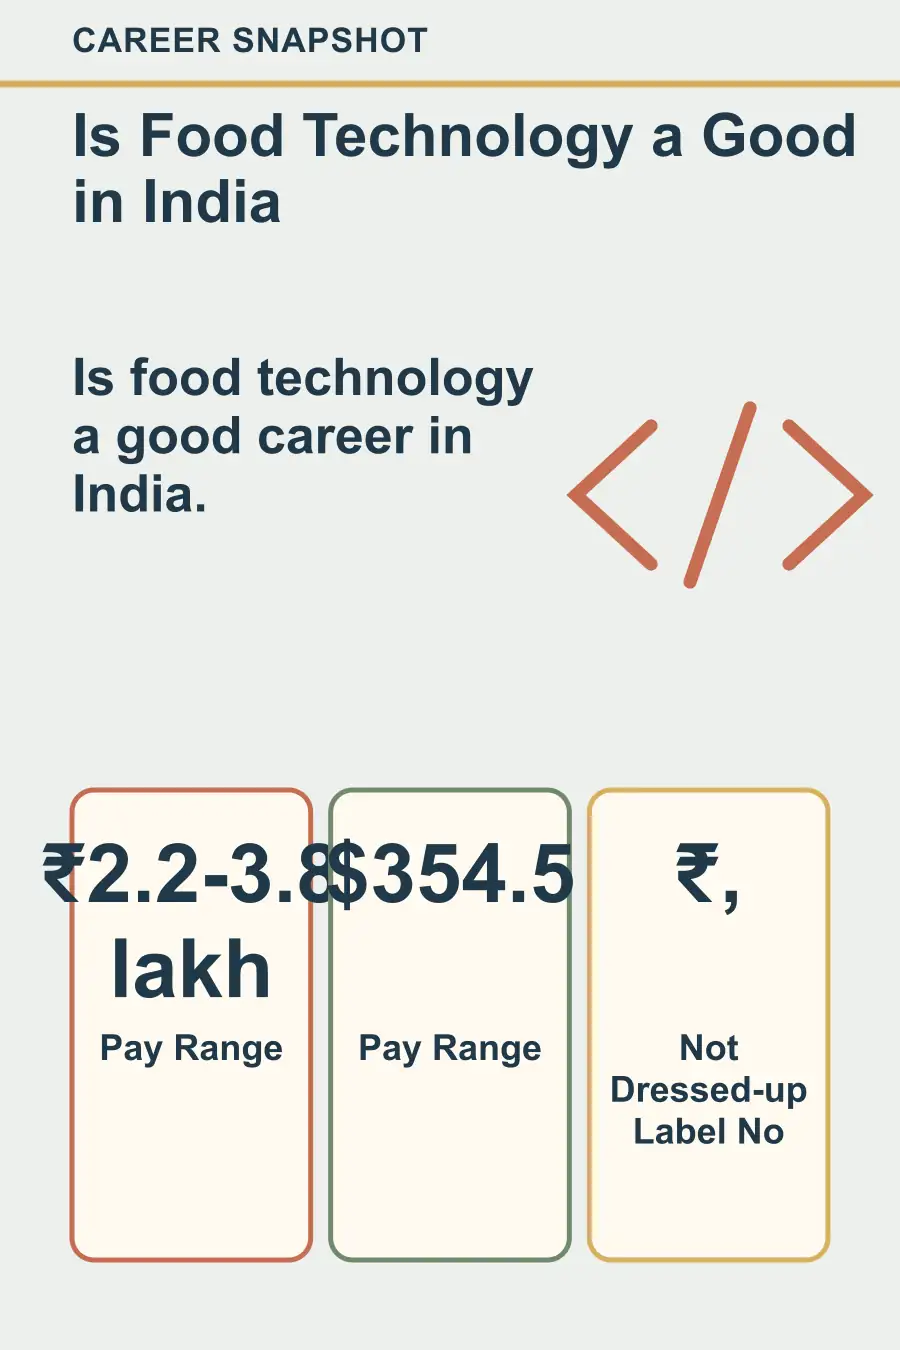 CAREER SNAPSHOT
Is Food Technology a Good
in India
Is food technology
a good career in
India.
₹2.2-3.8
lakh
Pay Range
$354.5
Pay Range
₹,
Not
Dressed-up
Label No